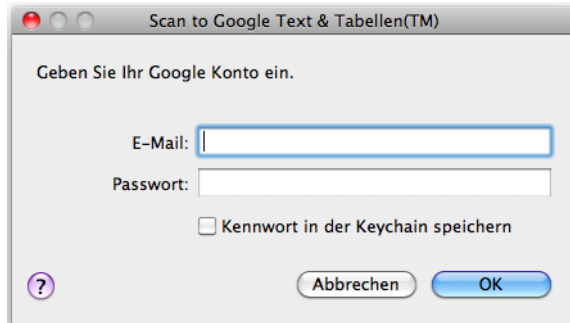 Scan to Google Text & Tabellen(TM)
Geben Sie Ihr Google Konto ein.
E-Mail:
Passwort:
Kennwort in der Keychain speichern
? Abbrechen OK